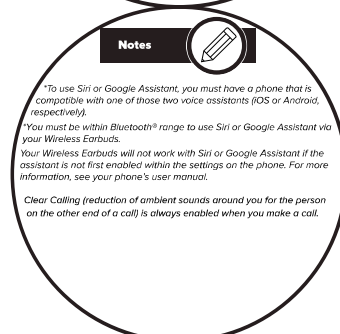 Notes
*To use Siri or Google Assistant, you must have a phone that is
compatible with one of those two voice assistants (iOS or Android,
respectively).
*You must be within Bluetooth® range to use Siri or Google Assistant via
your Wireless Earbuds.
Your Wireless Earbuds will not work with Siri or Google Assistant if the
assistant is not first enabled within the settings on the phone. For more
information, see your phone's user manual.
Clear Calling (reduction of ambient sounds around you for the person
on the other end of a call) is always enabled when you make a call.